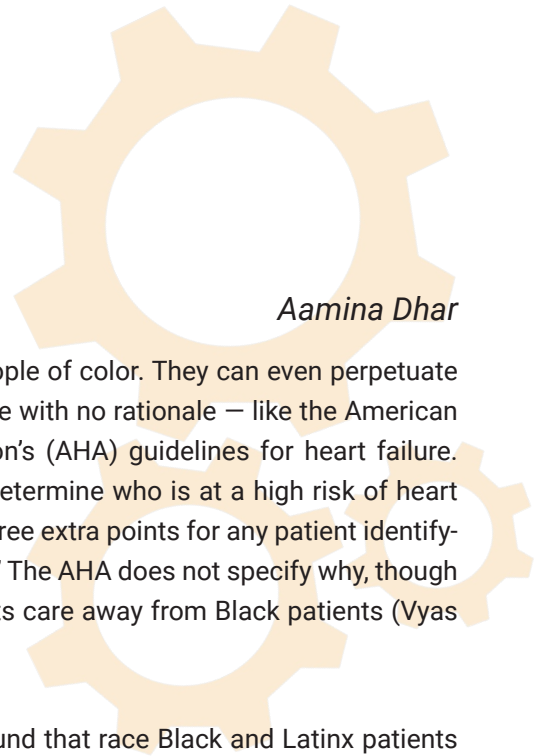 Aamina Dhar
ople of color. They can even perpetuate
e with no rationale — like the American
on's (AHA) guidelines for heart failure.
etermine who is at a high risk of heart
ree extra points for any patient identify-
" The AHA does not specify why, though
ts care away from Black patients (Vyas
und that race Black and Latinx patients